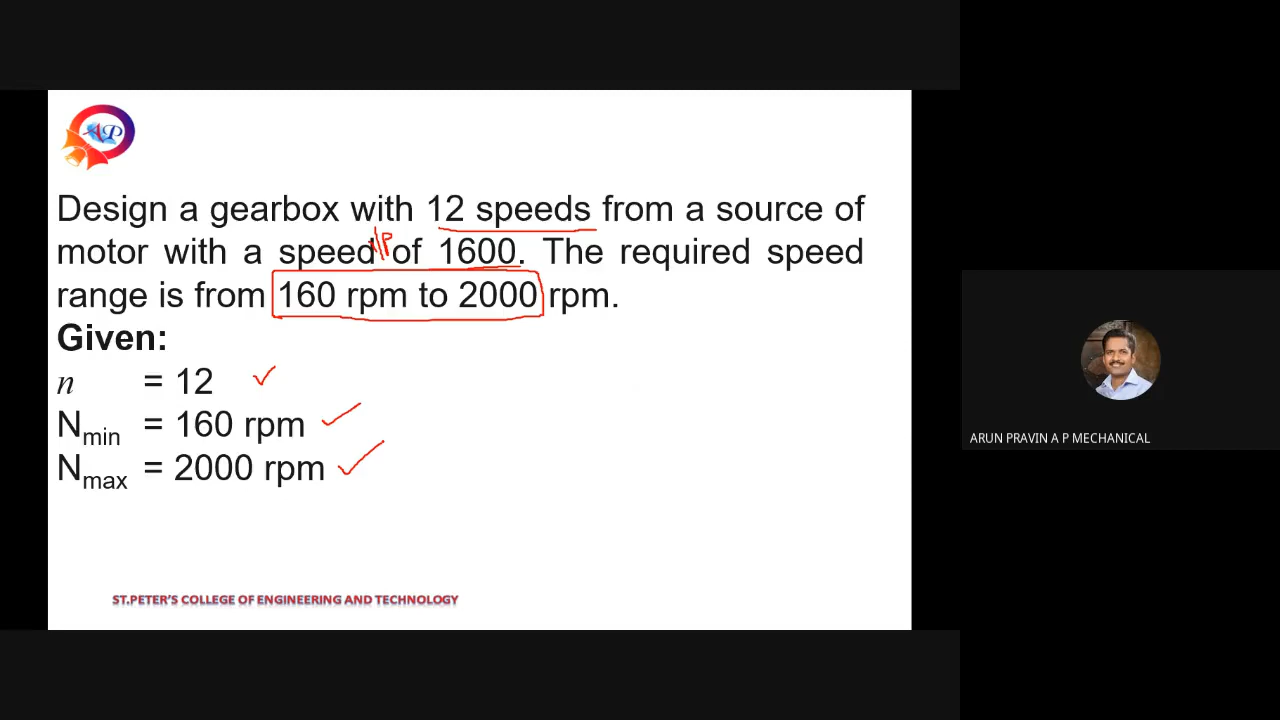 AP
Design a gearbox with 12 speeds from a source of
motor with a speed of 1600. The required speed
I/P
range is from 160 rpm to 2000 rpm.
Given:
n = 12
Nmin = 160 rpm
Nmax = 2000 rpm
ARUN PRAVIN A P MECHANICAL
ST.PETER'S COLLEGE OF ENGINEERING AND TECHNOLOGY